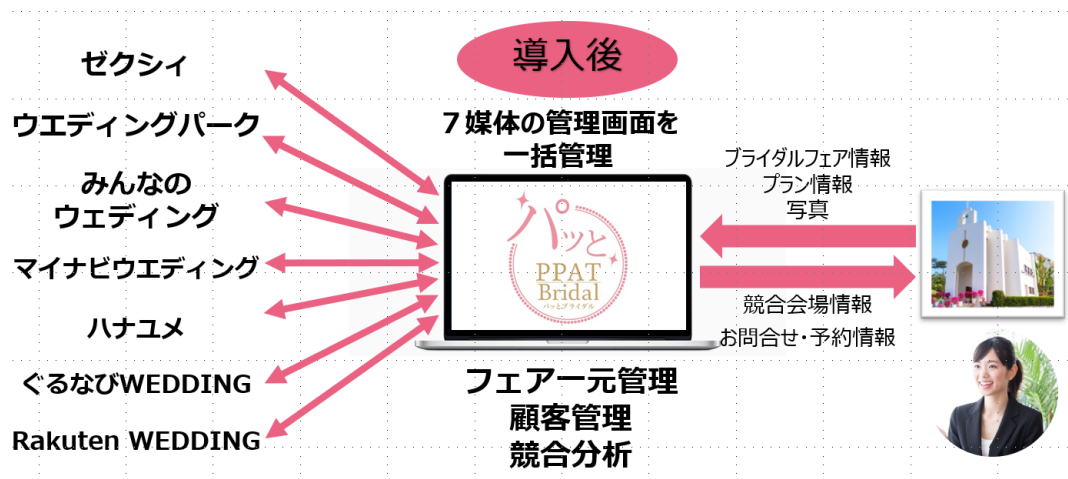 導入後
７媒体の管理画面を
一括管理
ゼクシィ
ウエディングパーク
みんなの
ウェディング
マイナビウエディング
ハナユメ
ぐるなびWEDDING
Rakuten WEDDING
パッと
PPAT
Bridal
パッとブライダル
フェア一元管理
顧客管理
競合分析
ブライダルフェア情報
プラン情報
写真
競合会場情報
お問合せ・予約情報